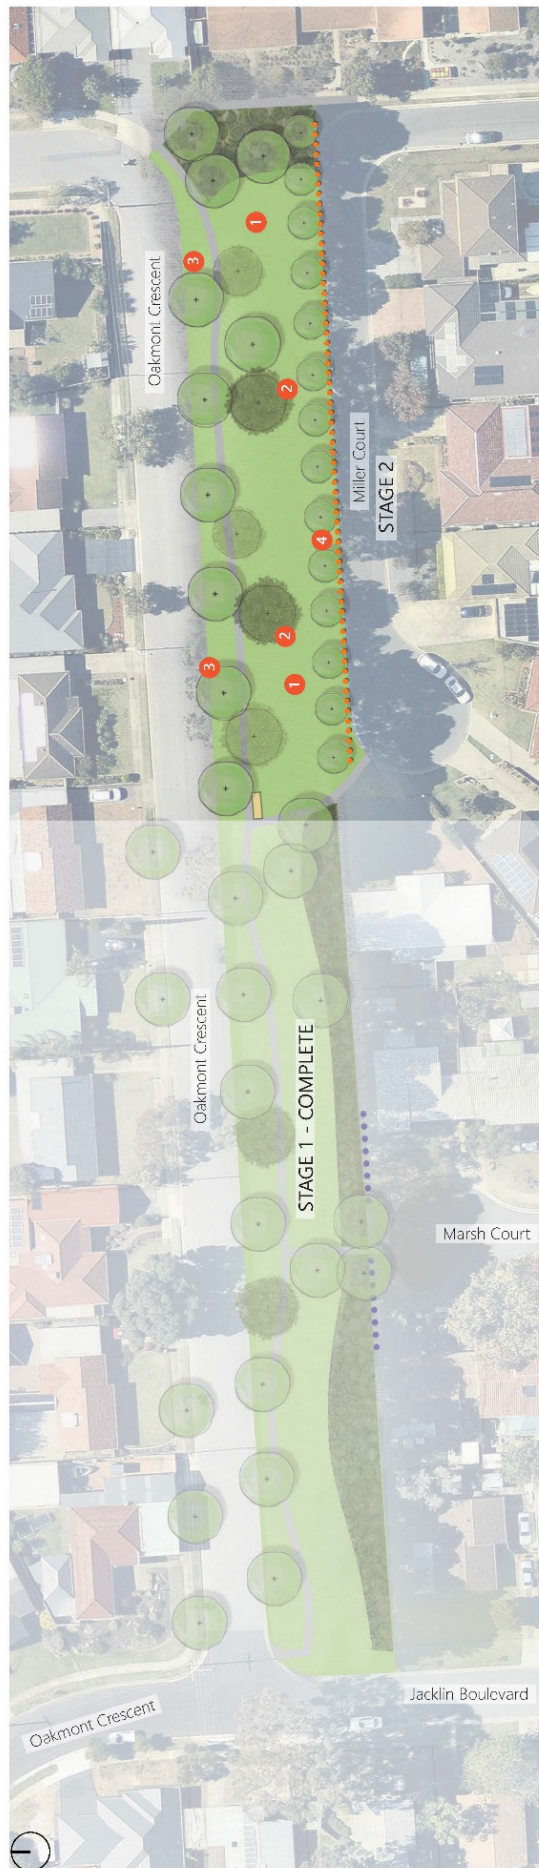 1
3
Oakmont Crescent
2
Miller Court
STAGE 2
4
2
3
1
Oakmont Crescent
STAGE 1 - COMPLETE
Marsh Court
Jacklin Boulevard
Oakmont Crescent